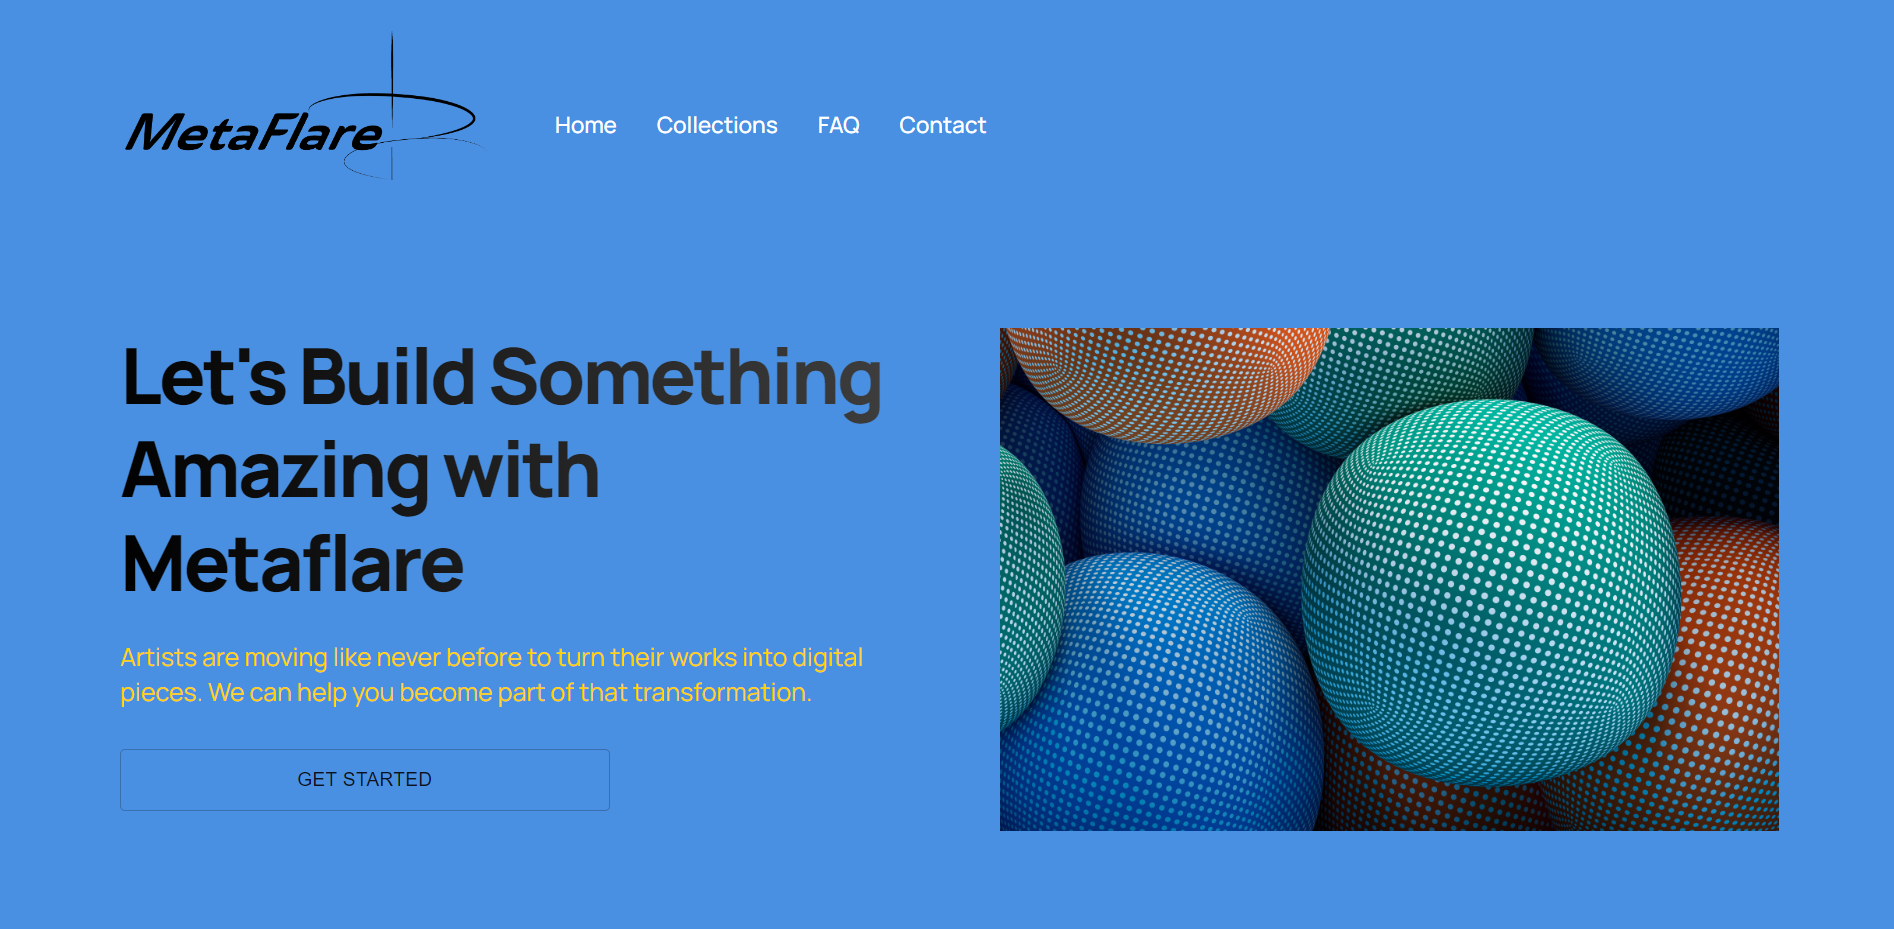 MetaFlare
Home Collections FAQ Contact
Let's Build Something
Amazing with
Metaflare
Artists are moving like never before to turn their works into digital
pieces. We can help you become part of that transformation.
GET STARTED